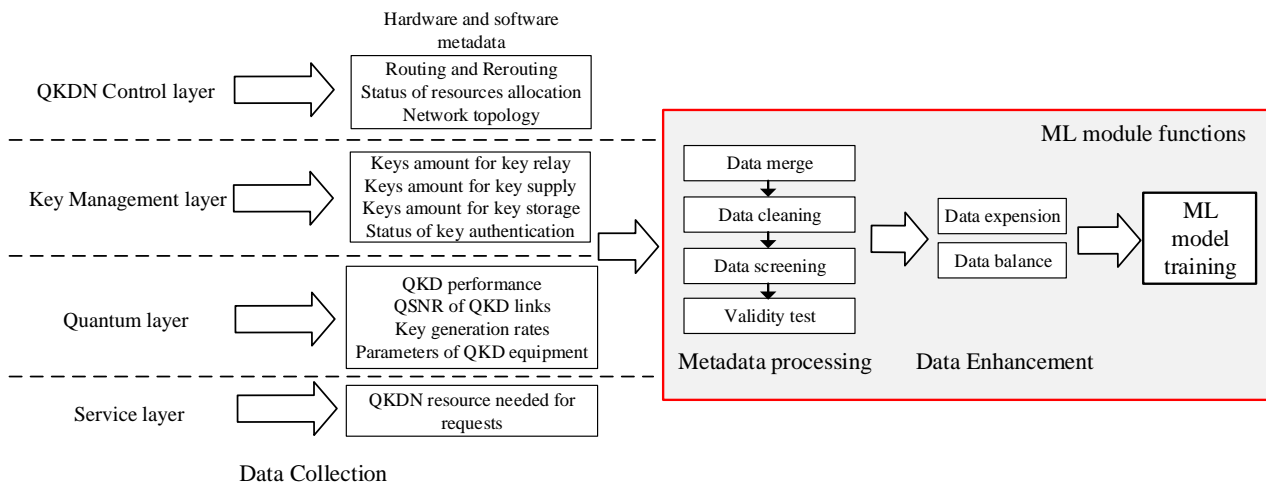 Hardware and software
metadata
QKDN Control layer
Routing and Rerouting
Status of resources allocation
Network topology
Key Management layer
Keys amount for key relay
Keys amount for key supply
Keys amount for key storage
Status of key authentication
Quantum layer
QKD performance
QSNR of QKD links
Key generation rates
Parameters of QKD equipment
Service layer
QKDN resource needed for
requests
Data Collection
ML module functions
Data merge
Data cleaning
Data screening
Validity test
Metadata processing
Data expension
Data balance
Data Enhancement
ML
model
training